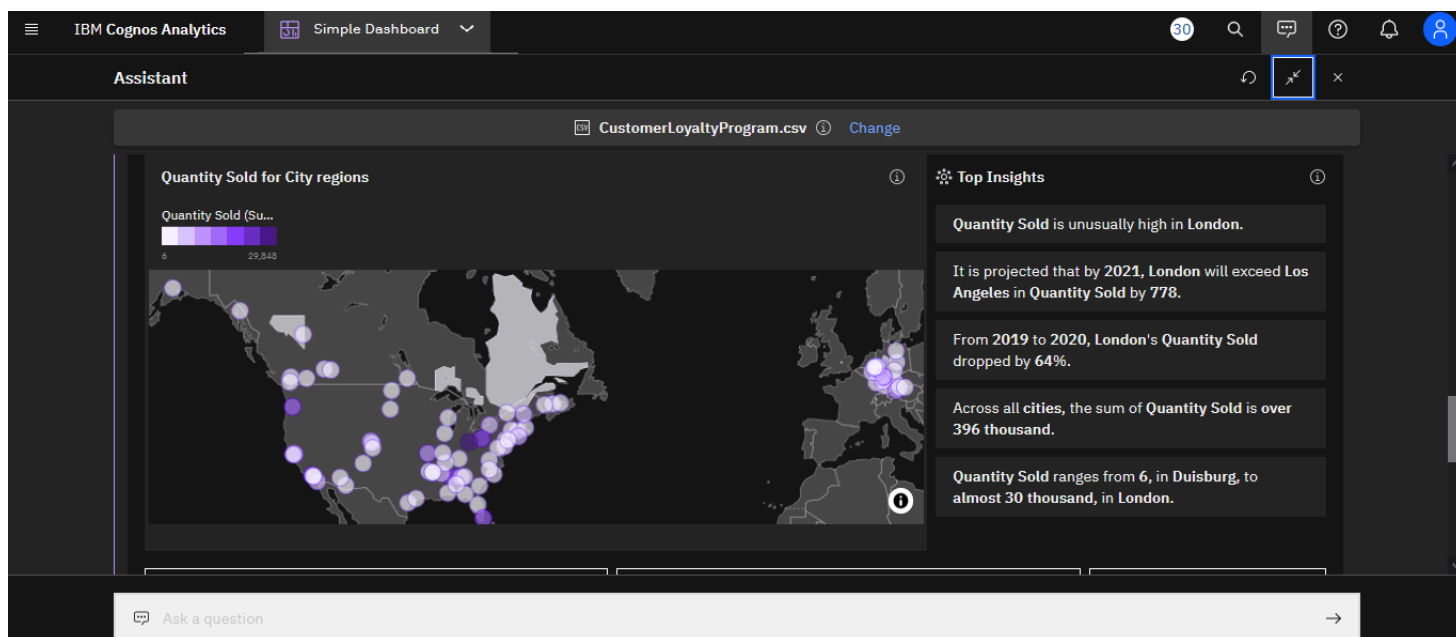 IBM Cognos Analytics
Simple Dashboard
30
Assistant
CSV CustomerLoyaltyProgram.csv Change
Quantity Sold for City regions
Quantity Sold (Su...
6 29,848
Top Insights
Quantity Sold is unusually high in London.
It is projected that by 2021, London will exceed Los
Angeles in Quantity Sold by 778.
From 2019 to 2020, London's Quantity Sold
dropped by 64%.
Across all cities, the sum of Quantity Sold is over
396 thousand.
Quantity Sold ranges from 6, in Duisburg, to
almost 30 thousand, in London.
Ask a question